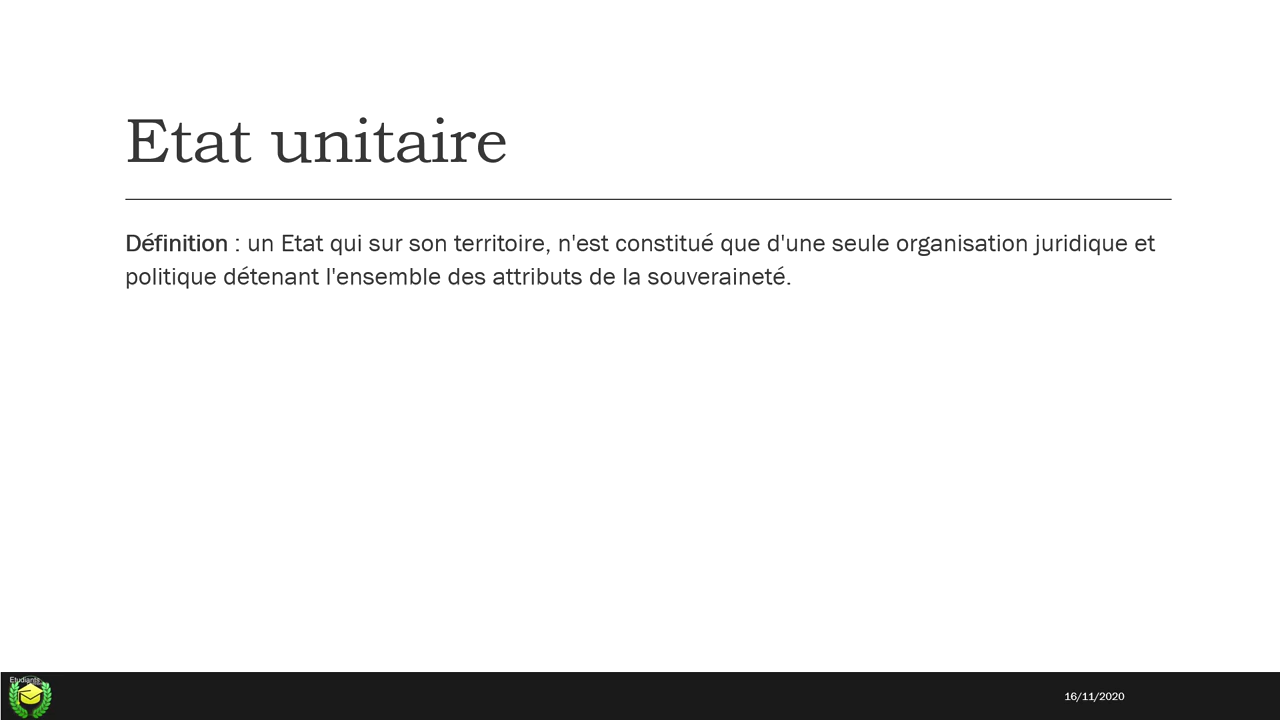 Etat unitaire
Définition : un Etat qui sur son territoire, n'est constitué que d'une seule organisation juridique et
politique détenant l'ensemble des attributs de la souveraineté.
Etudiants
16/11/2020